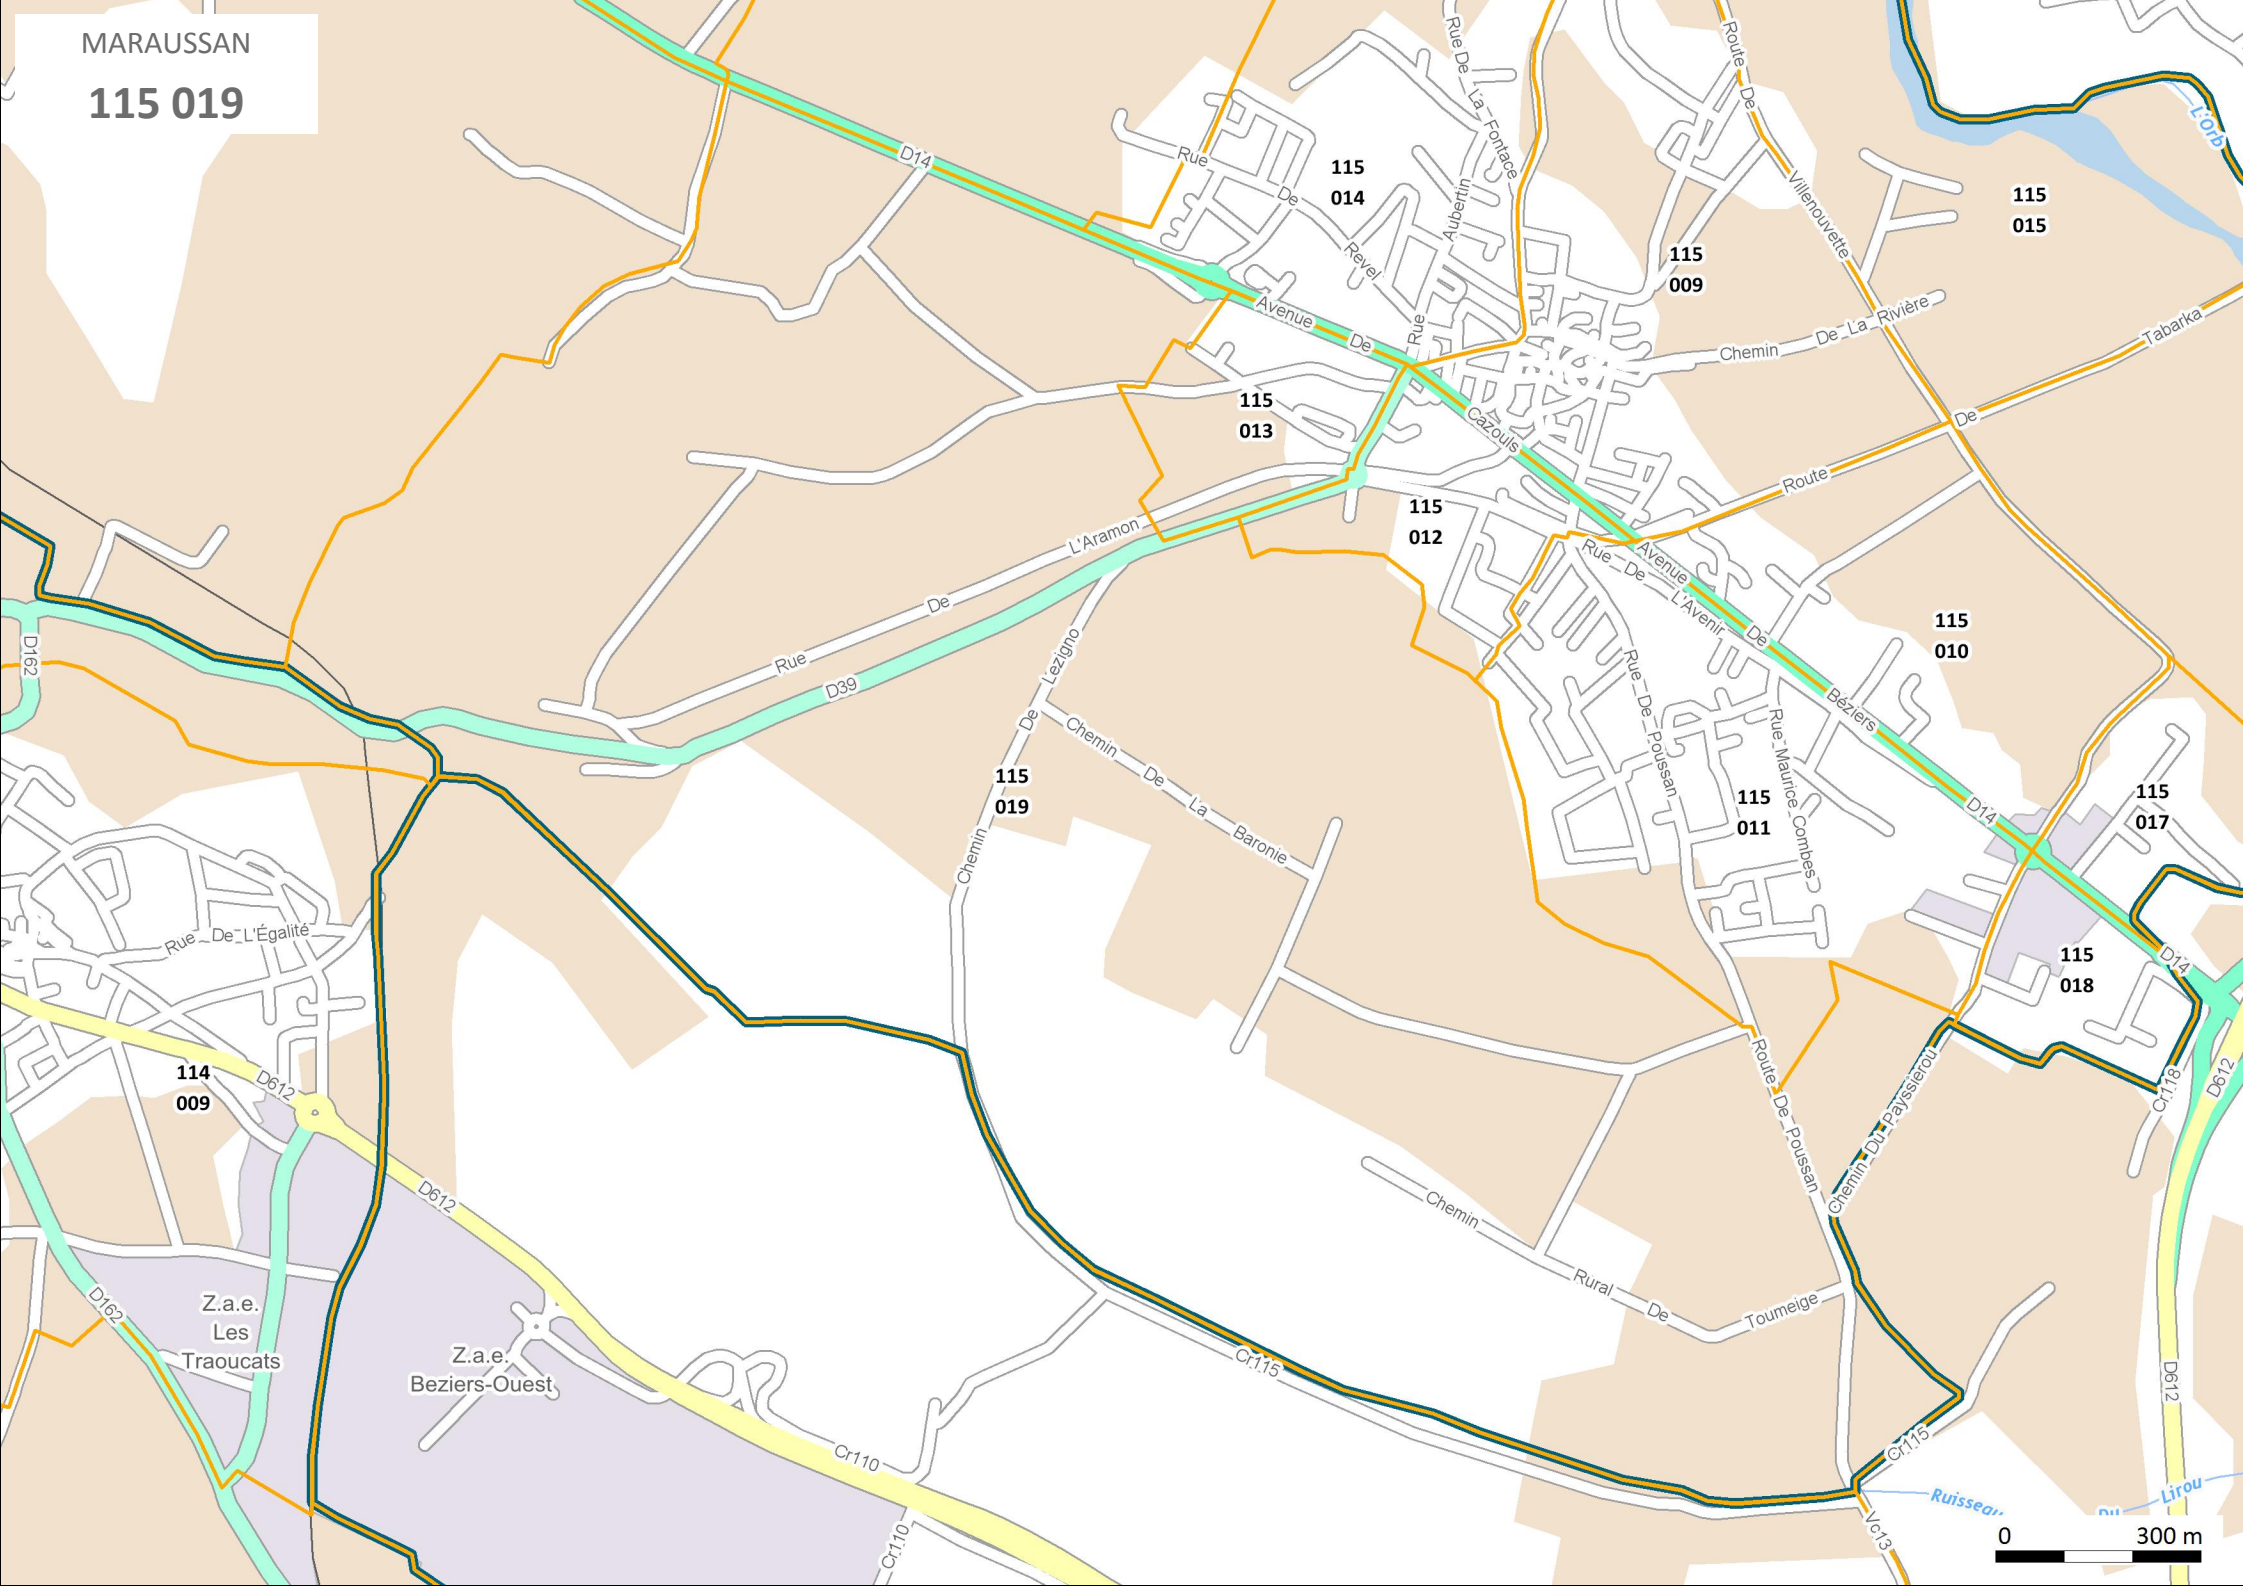 MARAUSSAN
115 019
D14
Rue De Revel
115
014
Rue De La Fontace
Rue Aubertin
Route De Villenouvette
L'Orb
115
015
115
009
Chemin De La Rivière
Route De Tabarka
Avenue De Cazouls
115
013
115
012
Rue De L'Aramon
D39
D162
Rue De L'Avenir
Avenue De Béziers
115
010
Rue De Poussan
Rue Maurice Combes
115
011
D14
115
017
115
018
D14
Chemin De Lezigno
115
019
Chemin De La Baronie
Rue De L'Égalité
114
009
D612
D612
D162
Z.a.e.
Les
Traoucats
Z.a.e.
Beziers-Ouest
Cr110
Cr110
Cr115
Chemin Rural De Toumeige
Route De Poussan
Chemin Du Payssierou
Cr118
D612
D612
Cr115
Vc13
Ruisseau Du Lirou
0 300 m